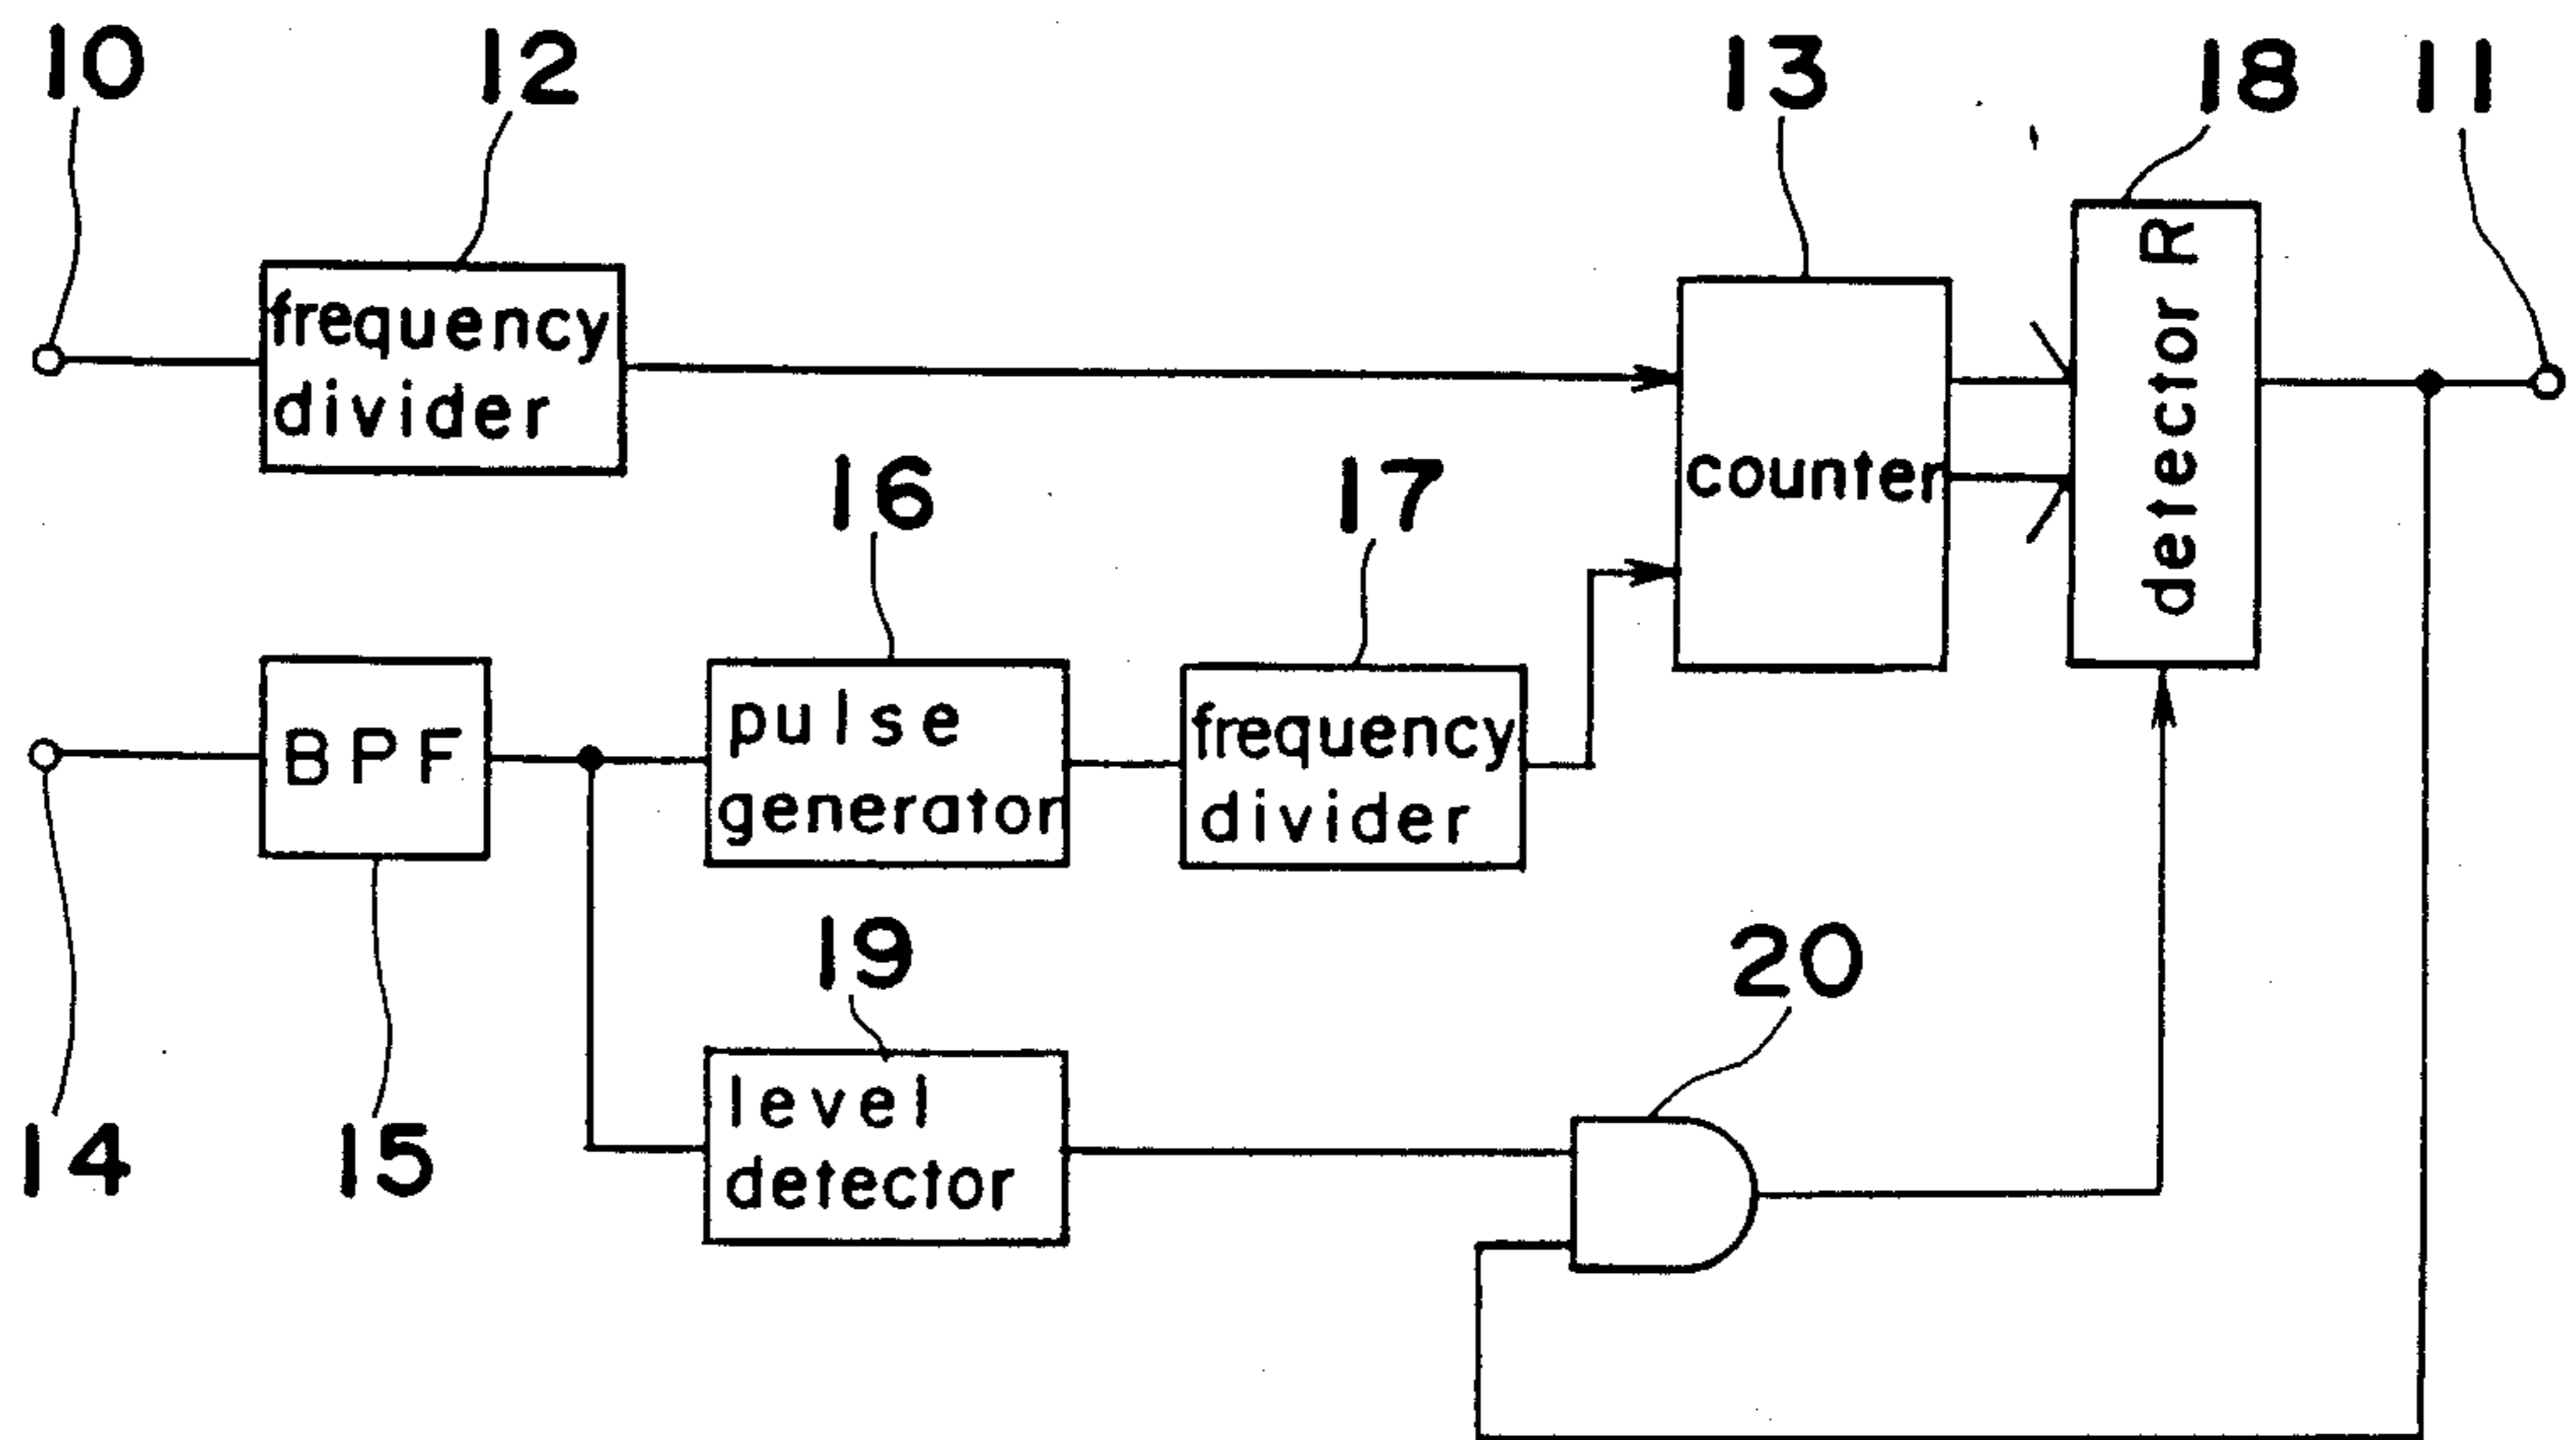 10
12
13
18
11
frequency
divider
detector R
counter
16
17
BPF
pulse
generator
frequency
divider
19
20
14
15
level
detector